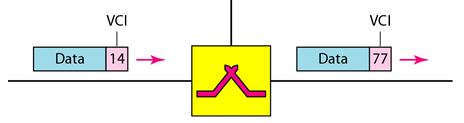 VCI
Data 14
VCI
Data 77